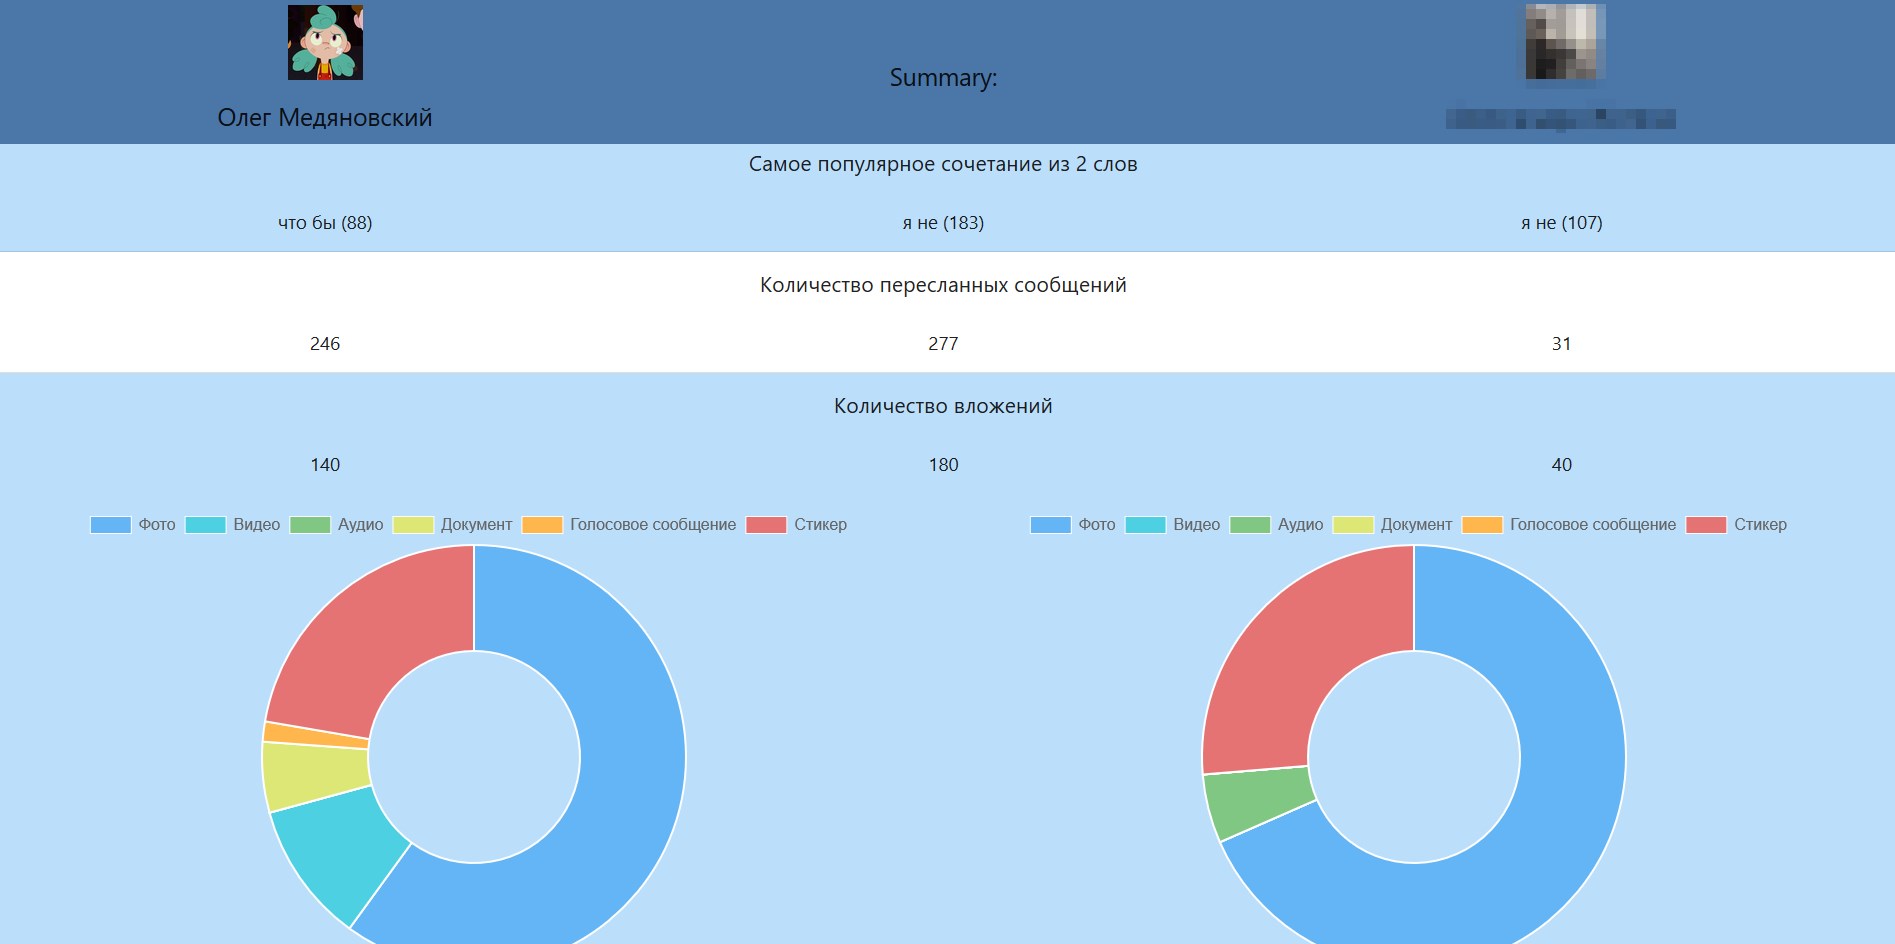 Summary:
Олег Медяновский
Самое популярное сочетание из 2 слов
что бы (88) я не (183) я не (107)
Количество пересланных сообщений
246 277 31
Количество вложений
140 180 40
Фото Видео Аудио Документ Голосовое сообщение Стикер
Фото Видео Аудио Документ Голосовое сообщение Стикер